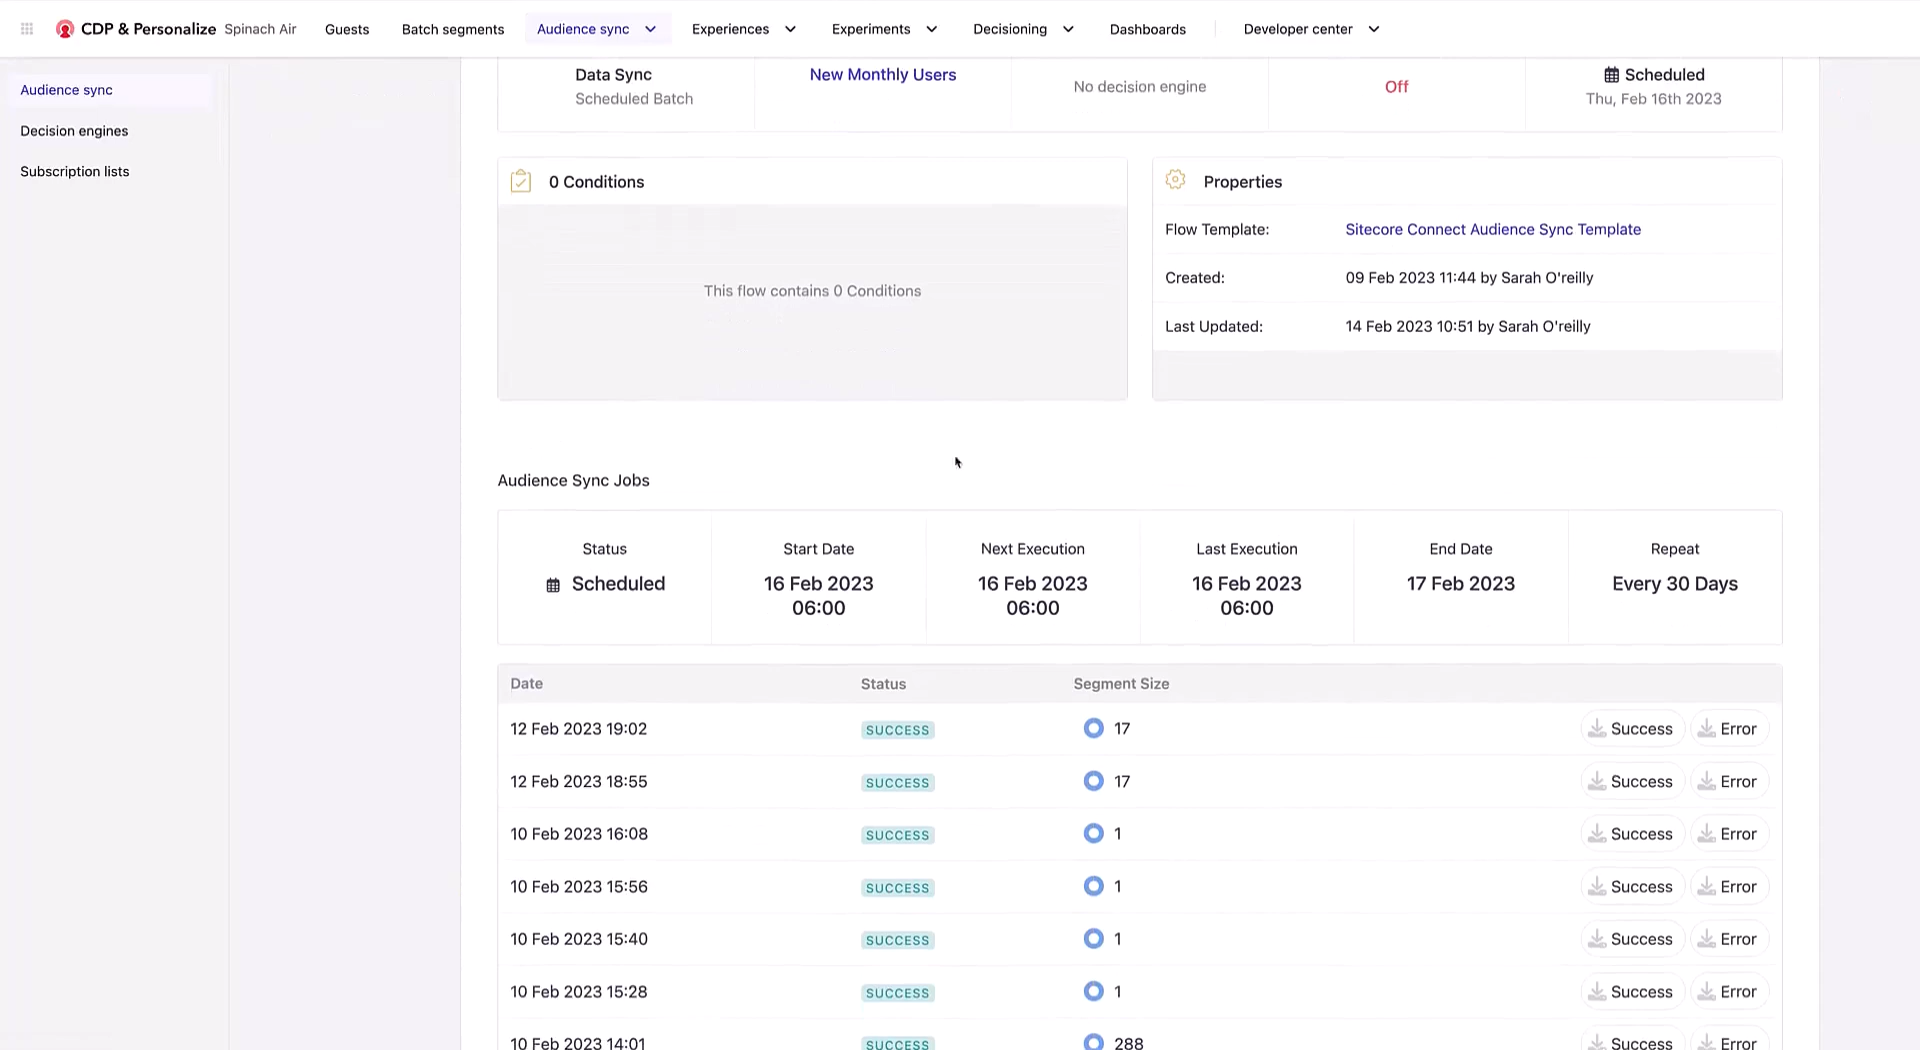 CDP & Personalize Spinach Air Guests Batch segments Audience sync Experiences Experiments Decisioning Dashboards Developer center
Audience sync
Decision engines
Subscription lists
Data Sync
Scheduled Batch
New Monthly Users
No decision engine
Off
Scheduled
Thu, Feb 16th 2023
0 Conditions
This flow contains 0 Conditions
Properties
Flow Template: Sitecore Connect Audience Sync Template
Created: 09 Feb 2023 11:44 by Sarah O'reilly
Last Updated: 14 Feb 2023 10:51 by Sarah O'reilly
Audience Sync Jobs
Status
Scheduled
Start Date
16 Feb 2023
06:00
Next Execution
16 Feb 2023
06:00
Last Execution
16 Feb 2023
06:00
End Date
17 Feb 2023
Repeat
Every 30 Days
Date Status Segment Size
12 Feb 2023 19:02 SUCCESS 17 Success Error
12 Feb 2023 18:55 SUCCESS 17 Success Error
10 Feb 2023 16:08 SUCCESS 1 Success Error
10 Feb 2023 15:56 SUCCESS 1 Success Error
10 Feb 2023 15:40 SUCCESS 1 Success Error
10 Feb 2023 15:28 SUCCESS 1 Success Error
10 Feb 2023 14:01 SUCCESS 288 Success Error